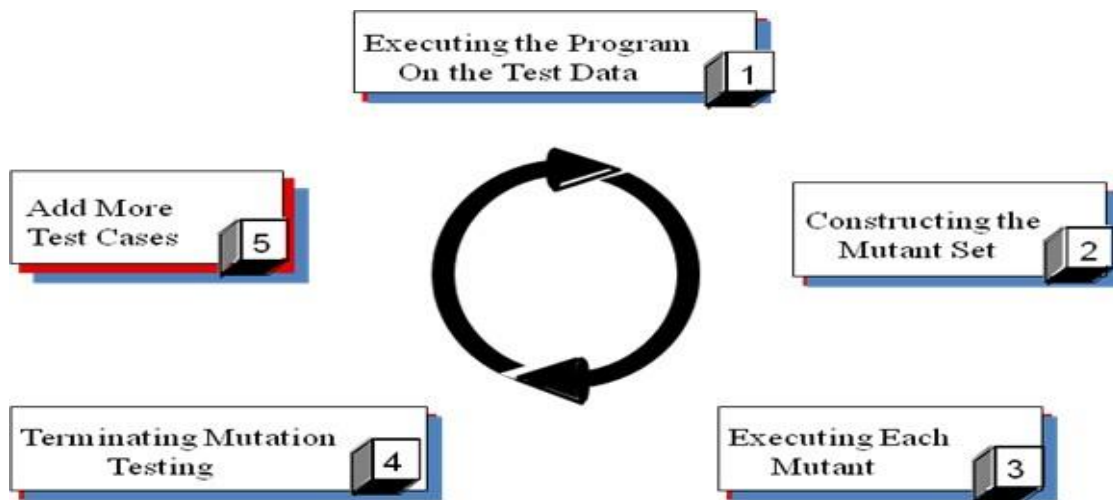 Executing the Program
On the Test Data
1
Constructing the
Mutant Set
2
Executing Each
Mutant
3
Terminating Mutation
Testing
4
Add More
Test Cases
5